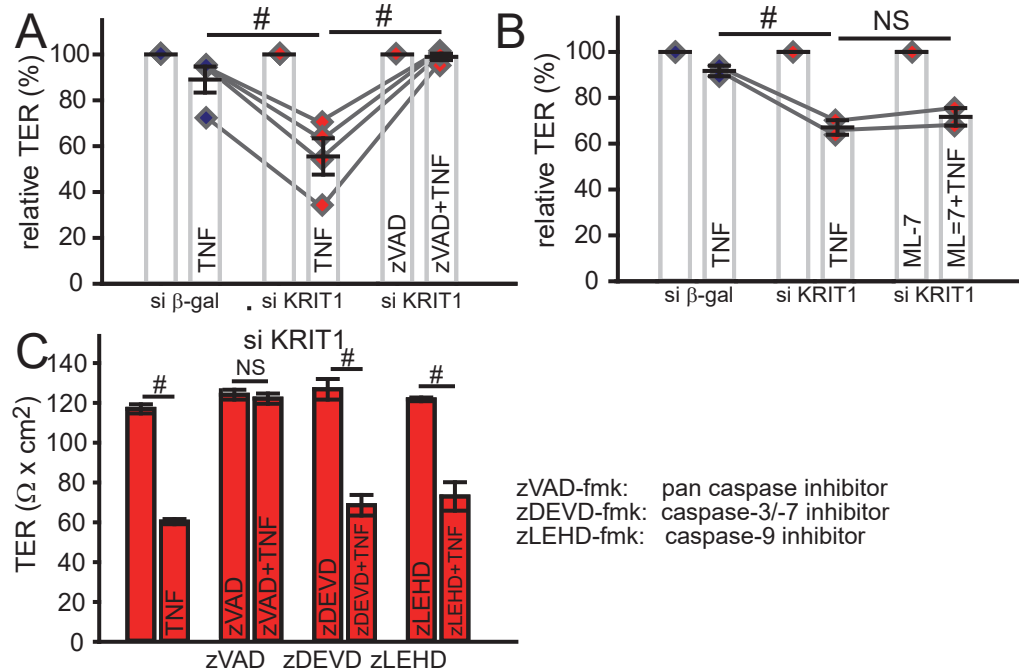 A
relative TER (%)
100
80
60
40
20
0
#
#
TNF
TNF
zVAD
zVAD+TNF
si β-gal
. si KRIT1
si KRIT1
B
relative TER (%)
100
80
60
40
20
0
#
NS
TNF
TNF
ML-7
ML=7+TNF
si β-gal
si KRIT1
si KRIT1
C
si KRIT1
TER (Ω x cm2)
140
120
100
80
60
40
20
0
#
NS
#
#
TNF
zVAD
zVAD+TNF
zDEVD
zDEVD+TNF
zLEHD
zLEHD+TNF
zVAD zDEVD zLEHD
zVAD-fmk: pan caspase inhibitor
zDEVD-fmk: caspase-3/-7 inhibitor
zLEHD-fmk: caspase-9 inhibitor